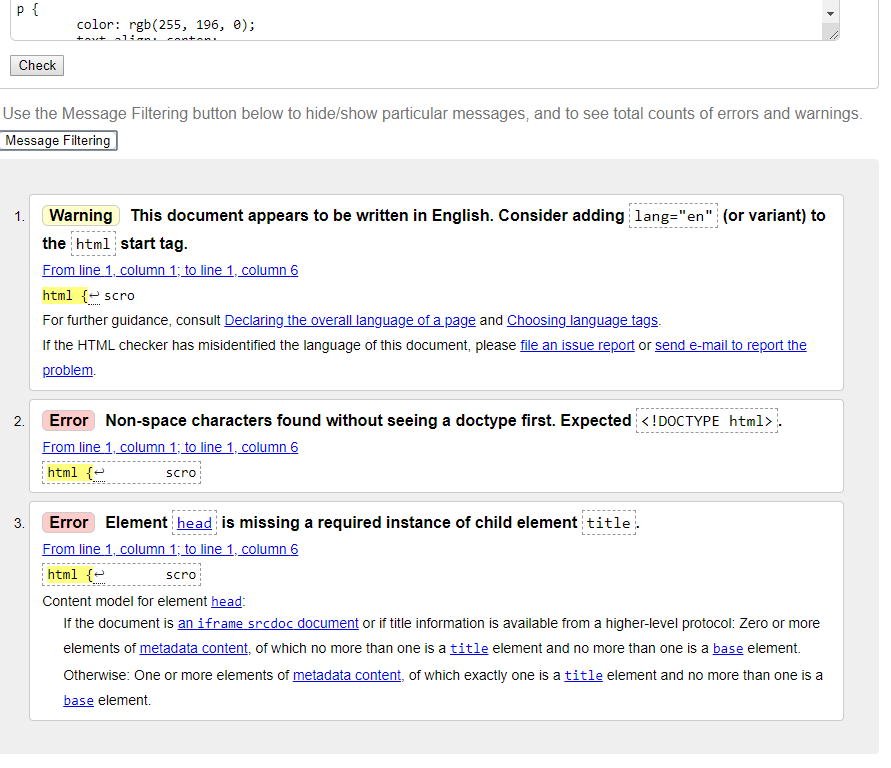 p {
color: rgb(255, 196, 0);
Check
Use the Message Filtering button below to hide/show particular messages, and to see total counts of errors and warnings.
Message Filtering
1. Warning This document appears to be written in English. Consider adding lang="en" (or variant) to
the html start tag.
From line 1, column 1; to line 1, column 6
html {↩ scro
For further guidance, consult Declaring the overall language of a page and Choosing language tags.
If the HTML checker has misidentified the language of this document, please file an issue report or send e-mail to report the
problem.
2. Error Non-space characters found without seeing a doctype first. Expected <!DOCTYPE html>.
From line 1, column 1; to line 1, column 6
html {↩ scro
3. Error Element head is missing a required instance of child element title.
From line 1, column 1; to line 1, column 6
html {↩ scro
Content model for element head:
If the document is an iframe srcdoc document or if title information is available from a higher-level protocol: Zero or more
elements of metadata content, of which no more than one is a title element and no more than one is a base element.
Otherwise: One or more elements of metadata content, of which exactly one is a title element and no more than one is a
base element.